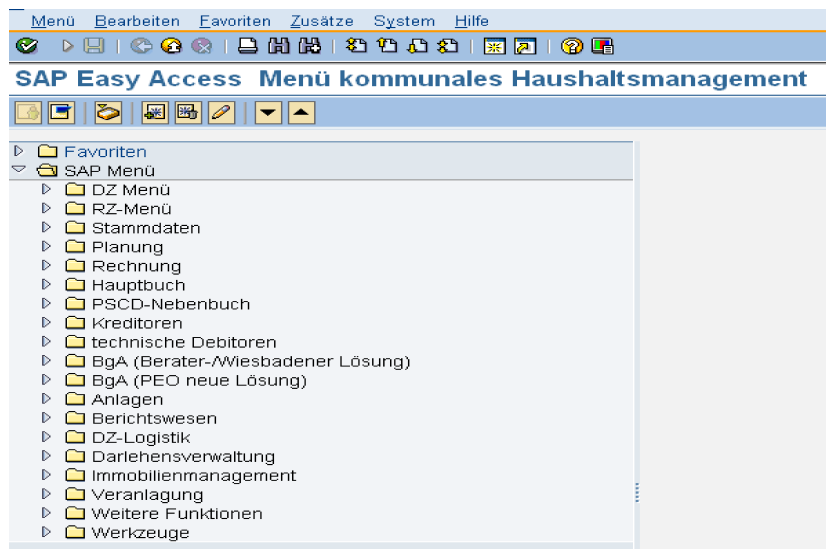 Menü Bearbeiten Favoriten Zusätze System Hilfe
SAP Easy Access Menü kommunales Haushaltsmanagement
Favoriten
SAP Menü
DZ Menü
RZ-Menü
Stammdaten
Planung
Rechnung
Hauptbuch
PSCD-Nebenbuch
Kreditoren
technische Debitoren
BgA (Berater-/Wiesbadener Lösung)
BgA (PEO neue Lösung)
Anlagen
Berichtswesen
DZ-Logistik
Darlehensverwaltung
Immobilienmanagement
Veranlagung
Weitere Funktionen
Werkzeuge